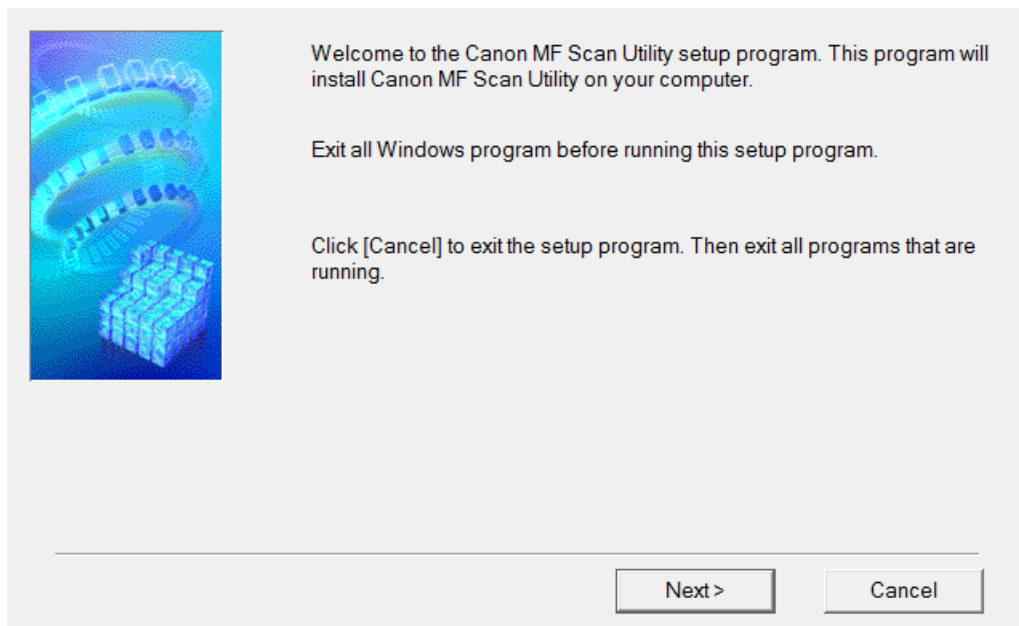 Welcome to the Canon MF Scan Utility setup program. This program will
install Canon MF Scan Utility on your computer.
Exit all Windows program before running this setup program.
Click [Cancel] to exit the setup program. Then exit all programs that are
running.
Next >
Cancel